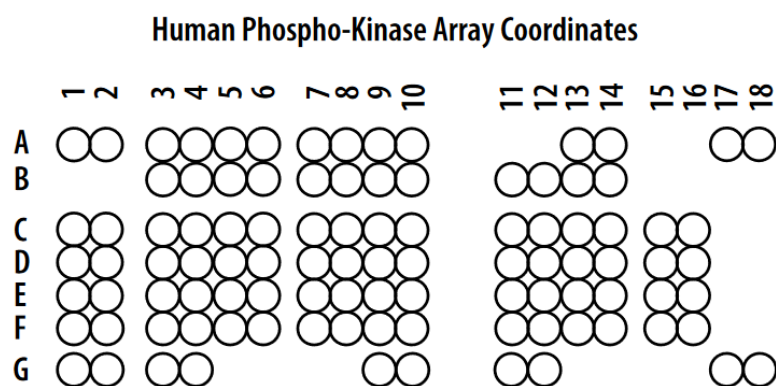 Human Phospho-Kinase Array Coordinates
1 2 3 4 5 6 7 8 9 10 11 12 13 14 15 16 17 18
A
B
C
D
E
F
G